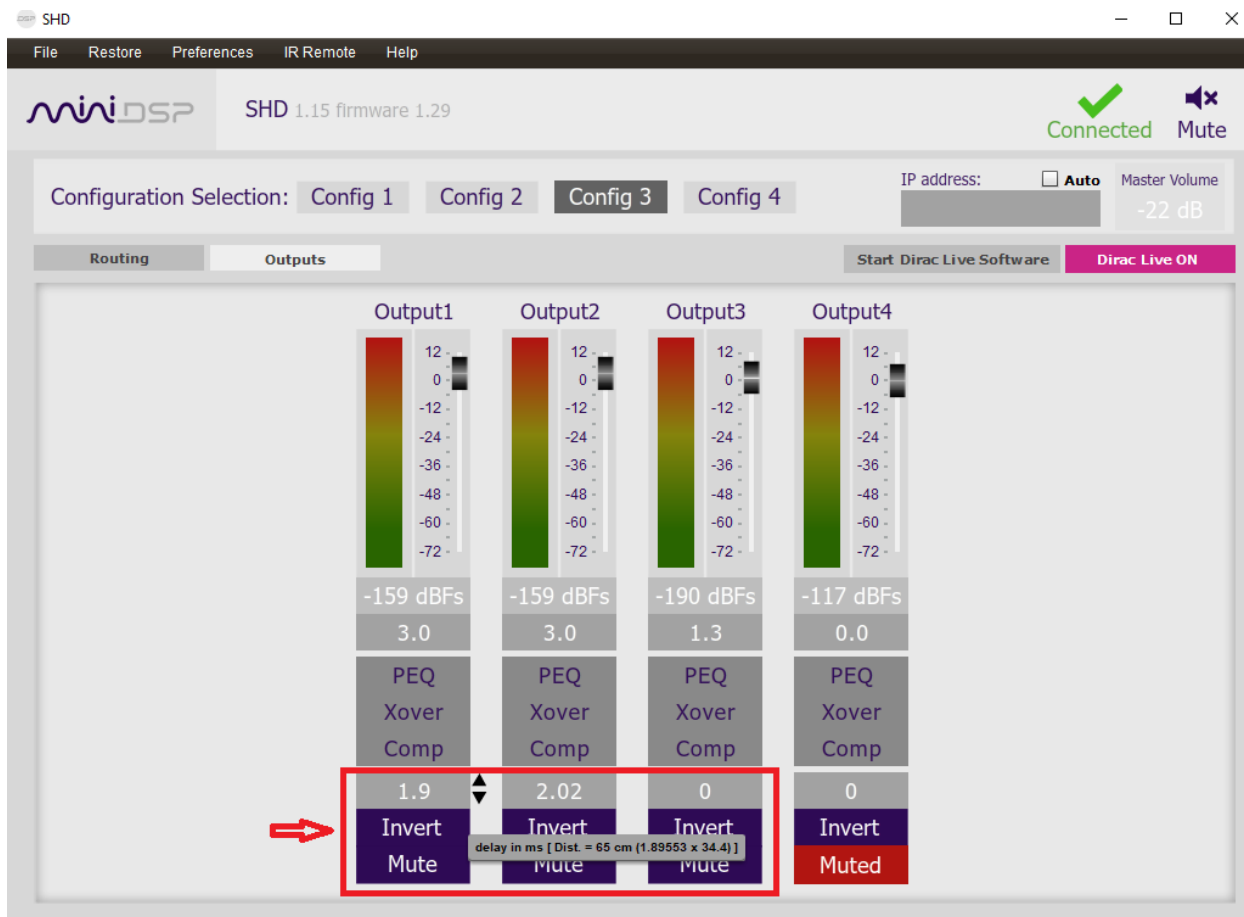 DSP SHD
File Restore Preferences IR Remote Help
miniDSP SHD 1.15 firmware 1.29 Connected Mute
Configuration Selection: Config 1 Config 2 Config 3 Config 4 IP address: Auto Master Volume
-22 dB
Routing Outputs Start Dirac Live Software Dirac Live ON
Output1 Output2 Output3 Output4
12 12 12 12
0 0 0 0
-12 -12 -12 -12
-24 -24 -24 -24
-36 -36 -36 -36
-48 -48 -48 -48
-60 -60 -60 -60
-72 -72 -72 -72
-159 dBFs -159 dBFs -190 dBFs -117 dBFs
3.0 3.0 1.3 0.0
PEQ PEQ PEQ PEQ
Xover Xover Xover Xover
Comp Comp Comp Comp
1.9 2.02 0 0
Invert Invert Invert Invert
delay in ms [ Dist. = 65 cm (1.89553 x 34.4) ]
Mute Mute Mute Muted